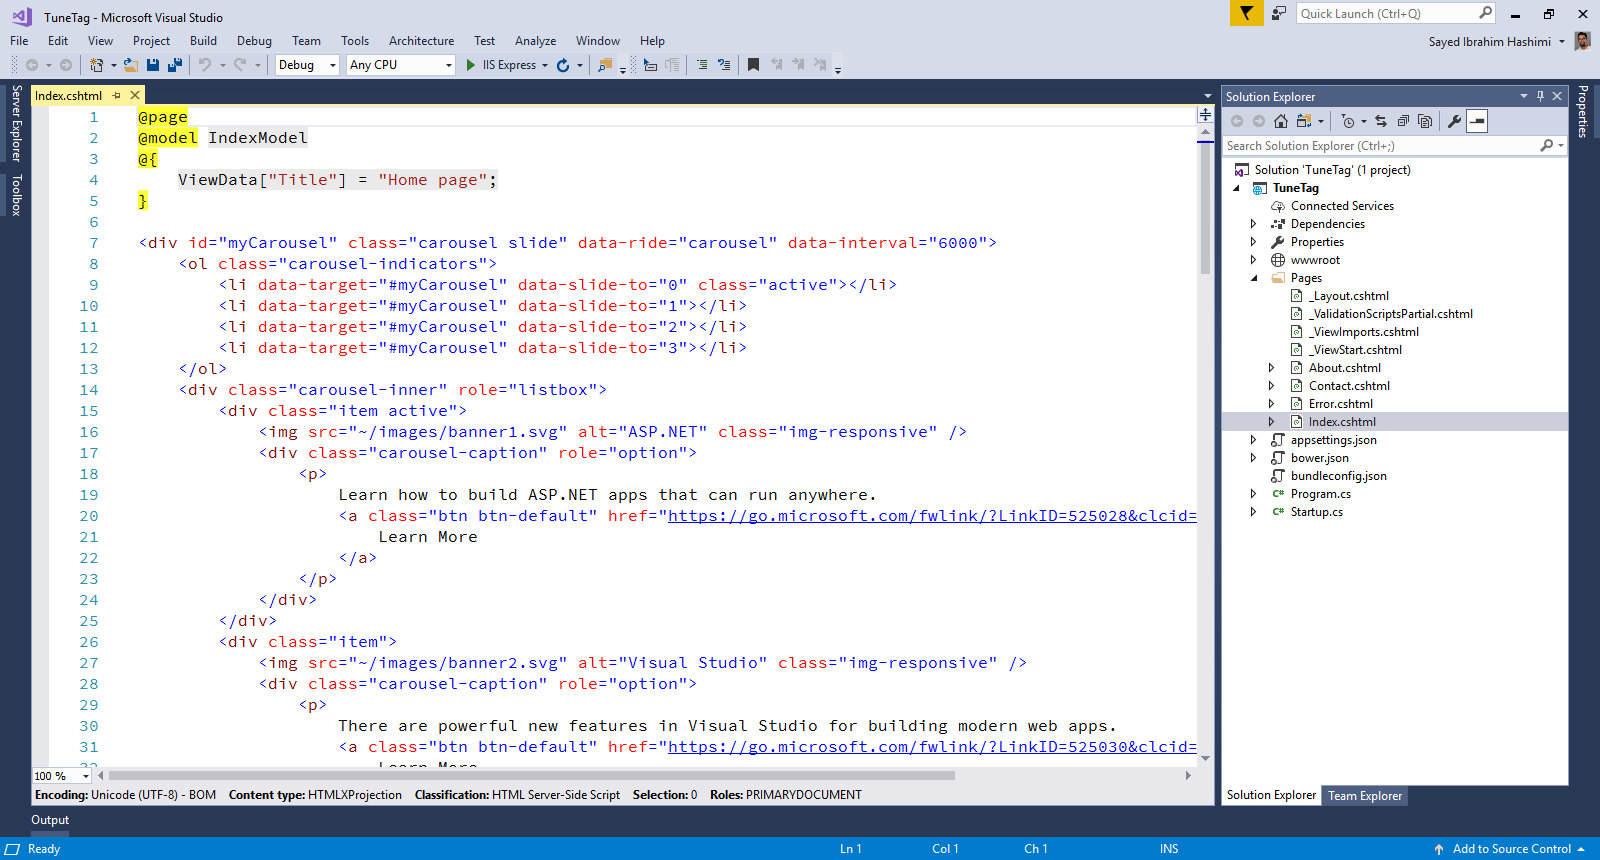 TuneTag - Microsoft Visual Studio
Quick Launch (Ctrl+Q)
File Edit View Project Build Debug Team Tools Architecture Test Analyze Window Help
Sayed Ibrahim Hashimi
Debug Any CPU IIS Express
Server Explorer
Toolbox
Index.cshtml
1 @page
2 @model IndexModel
3 @{
4 ViewData["Title"] = "Home page";
5 }
6
7 <div id="myCarousel" class="carousel slide" data-ride="carousel" data-interval="6000">
8 <ol class="carousel-indicators">
9 <li data-target="#myCarousel" data-slide-to="0" class="active"></li>
10 <li data-target="#myCarousel" data-slide-to="1"></li>
11 <li data-target="#myCarousel" data-slide-to="2"></li>
12 <li data-target="#myCarousel" data-slide-to="3"></li>
13 </ol>
14 <div class="carousel-inner" role="listbox">
15 <div class="item active">
16 <img src="~/images/banner1.svg" alt="ASP.NET" class="img-responsive" />
17 <div class="carousel-caption" role="option">
18 <p>
19 Learn how to build ASP.NET apps that can run anywhere.
20 <a class="btn btn-default" href="https://go.microsoft.com/fwlink/?LinkID=525028&clcid=
21 Learn More
22 </a>
23 </p>
24 </div>
25 </div>
26 <div class="item">
27 <img src="~/images/banner2.svg" alt="Visual Studio" class="img-responsive" />
28 <div class="carousel-caption" role="option">
29 <p>
30 There are powerful new features in Visual Studio for building modern web apps.
31 <a class="btn btn-default" href="https://go.microsoft.com/fwlink/?LinkID=525030&clcid=
32 Learn More
100 %
Encoding: Unicode (UTF-8) - BOM Content type: HTMLXProjection Classification: HTML Server-Side Script Selection: 0 Roles: PRIMARYDOCUMENT
Solution Explorer
Search Solution Explorer (Ctrl+;)
Solution 'TuneTag' (1 project)
TuneTag
Connected Services
Dependencies
Properties
wwwroot
Pages
_Layout.cshtml
_ValidationScriptsPartial.cshtml
_ViewImports.cshtml
_ViewStart.cshtml
About.cshtml
Contact.cshtml
Error.cshtml
Index.cshtml
appsettings.json
bower.json
bundleconfig.json
C# Program.cs
C# Startup.cs
Solution Explorer Team Explorer
Properties
Output
Ready Ln 1 Col 1 Ch 1 INS Add to Source Control